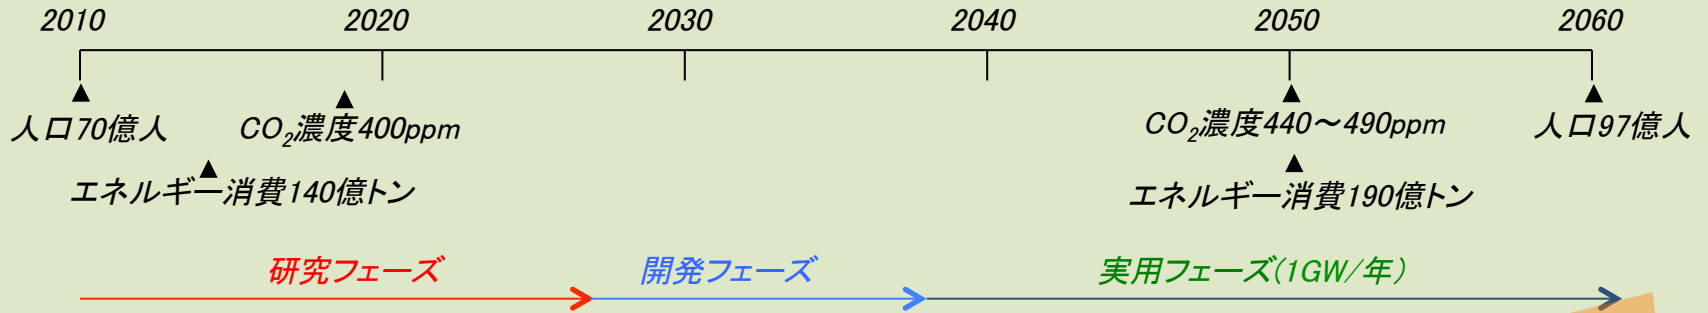 2010 2020 2030 2040 2050 2060
人口70億人 CO₂濃度400ppm CO₂濃度440～490ppm 人口97億人
エネルギー消費140億トン エネルギー消費190億トン
研究フェーズ 開発フェーズ 実用フェーズ(1GW/年)